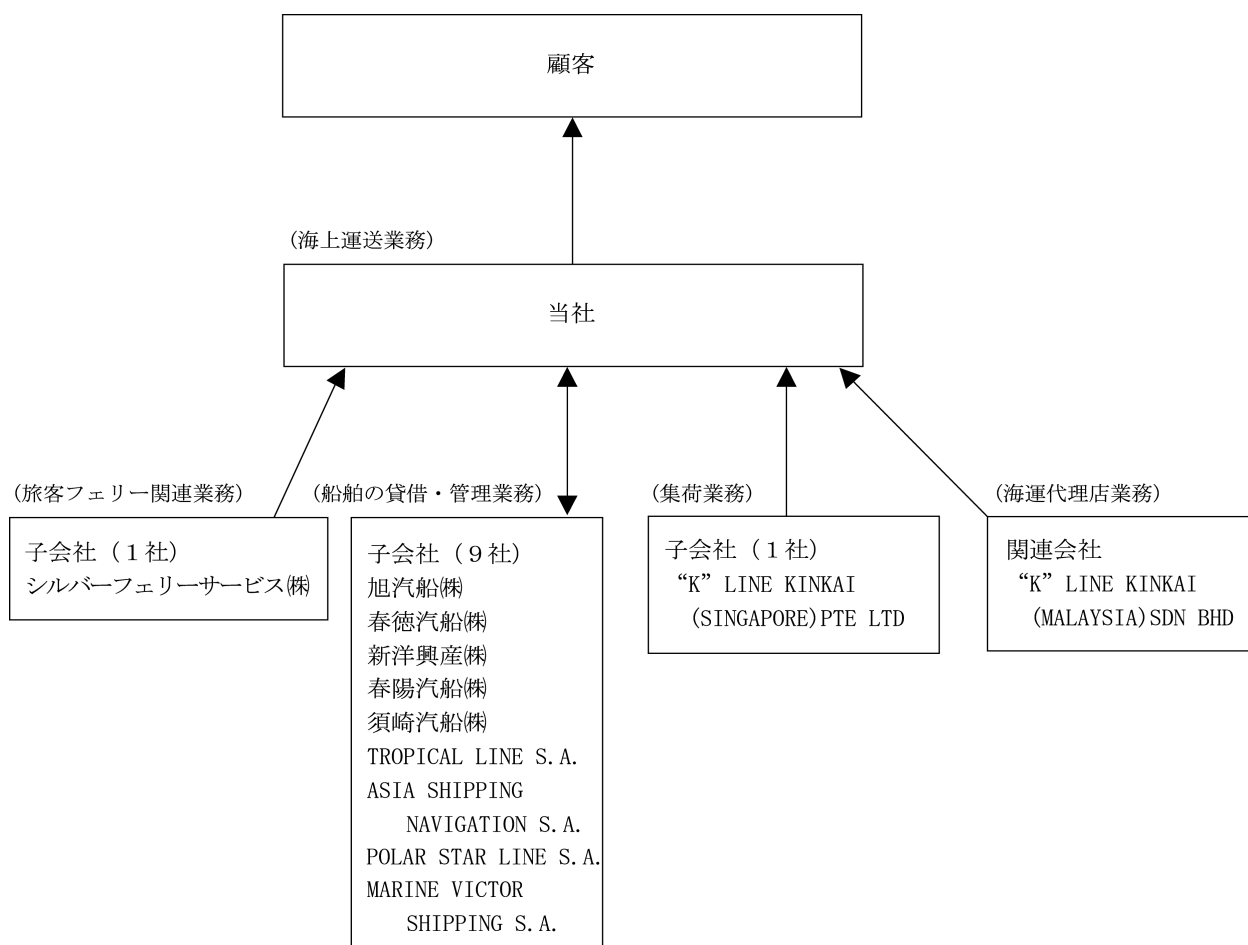 顧客
(海上運送業務)
当社
(旅客フェリー関連業務)
子会社（１社）
シルバーフェリーサービス㈱
(船舶の貸借・管理業務)
子会社（９社）
旭汽船㈱
春徳汽船㈱
新洋興産㈱
春陽汽船㈱
須崎汽船㈱
TROPICAL LINE S.A.
ASIA SHIPPING
NAVIGATION S.A.
POLAR STAR LINE S.A.
MARINE VICTOR
SHIPPING S.A.
(集荷業務)
子会社（１社）
“K” LINE KINKAI
(SINGAPORE)PTE LTD
(海運代理店業務)
関連会社
“K” LINE KINKAI
(MALAYSIA)SDN BHD